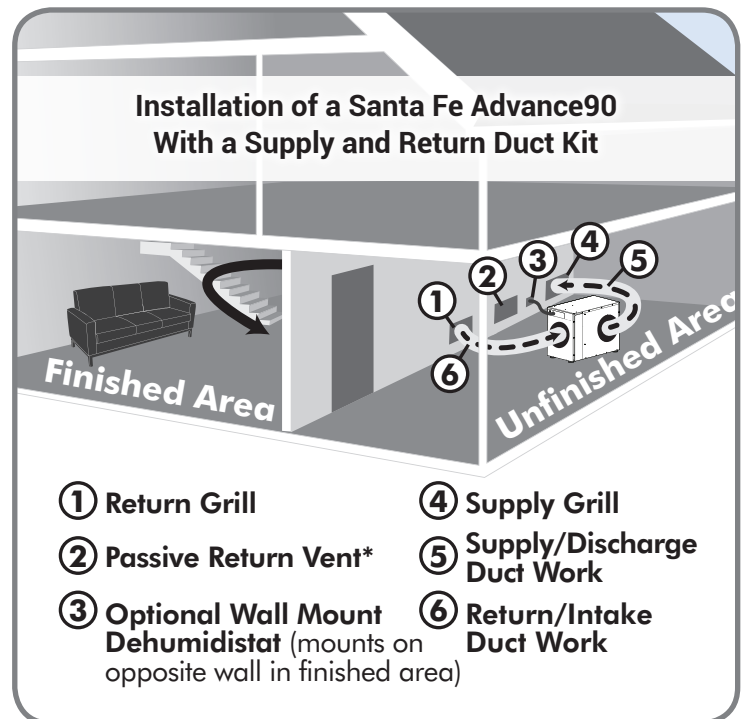 Installation of a Santa Fe Advance90
With a Supply and Return Duct Kit
1
2
3
4
5
6
Finished Area
Unfinished Area
1 Return Grill
2 Passive Return Vent*
3 Optional Wall Mount
Dehumidistat (mounts on
opposite wall in finished area)
4 Supply Grill
5 Supply/Discharge
Duct Work
6 Return/Intake
Duct Work